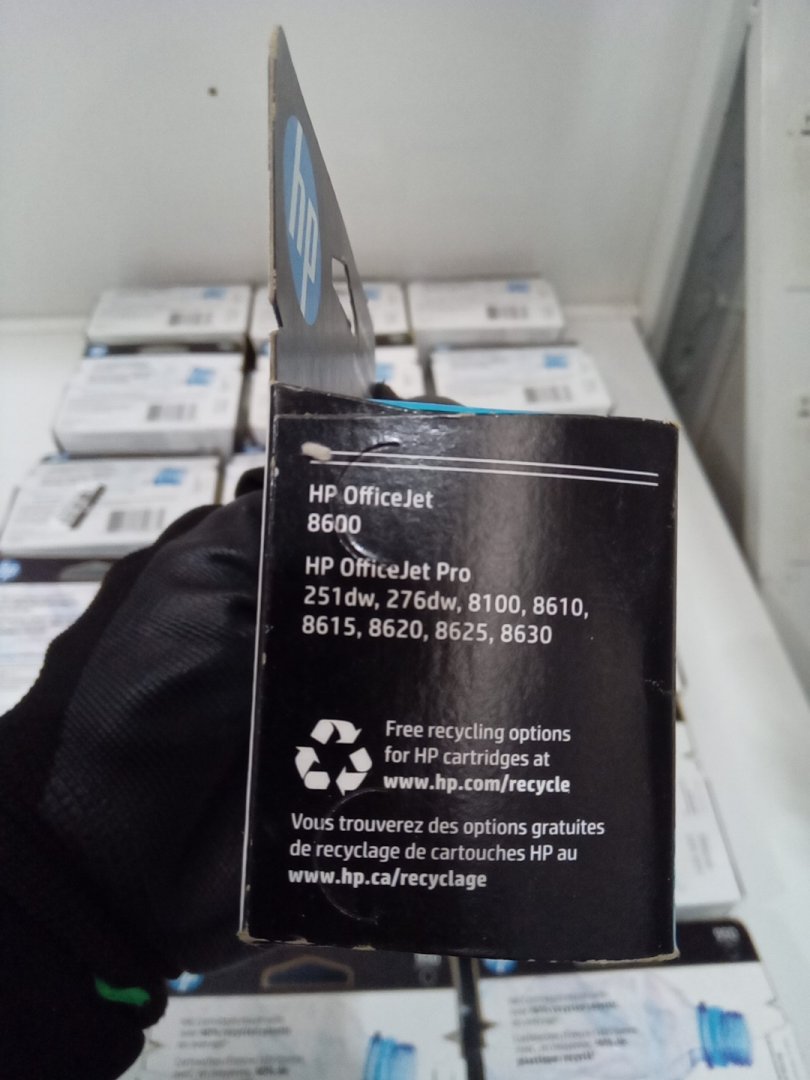 hp
HP OfficeJet
8600
HP OfficeJet Pro
251dw, 276dw, 8100, 8610,
8615, 8620, 8625, 8630
Free recycling options
for HP cartridges at
www.hp.com/recycle
Vous trouverez des options gratuites
de recyclage de cartouches HP au
www.hp.ca/recyclage